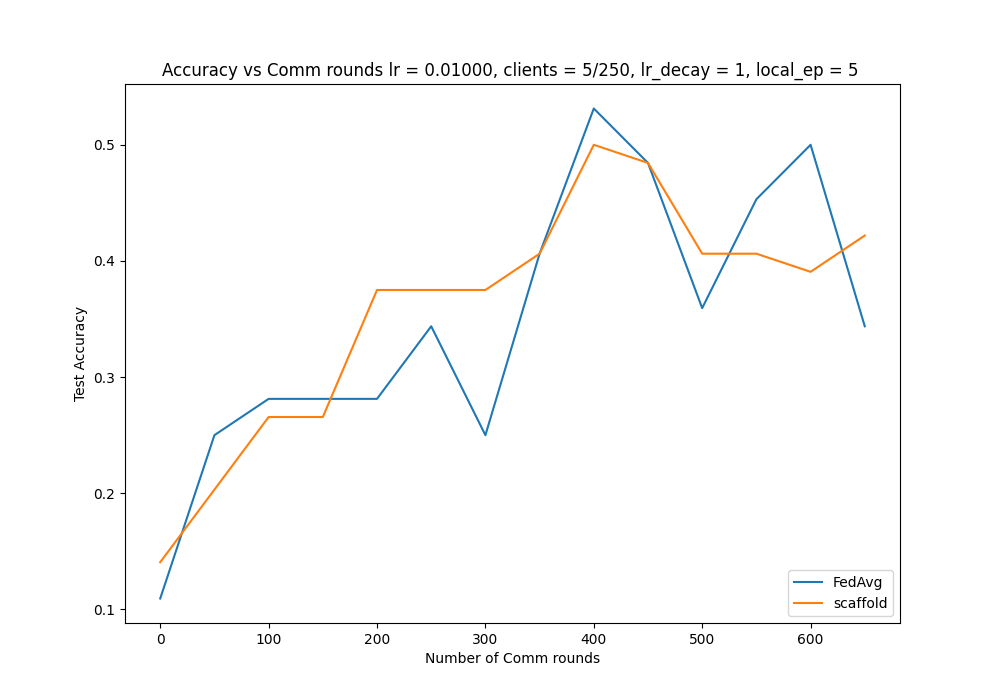 Accuracy vs Comm rounds lr = 0.01000, clients = 5/250, lr_decay = 1, local_ep = 5
0.5
0.4
0.3
0.2
0.1
Test Accuracy
FedAvg
scaffold
0 100 200 300 400 500 600
Number of Comm rounds